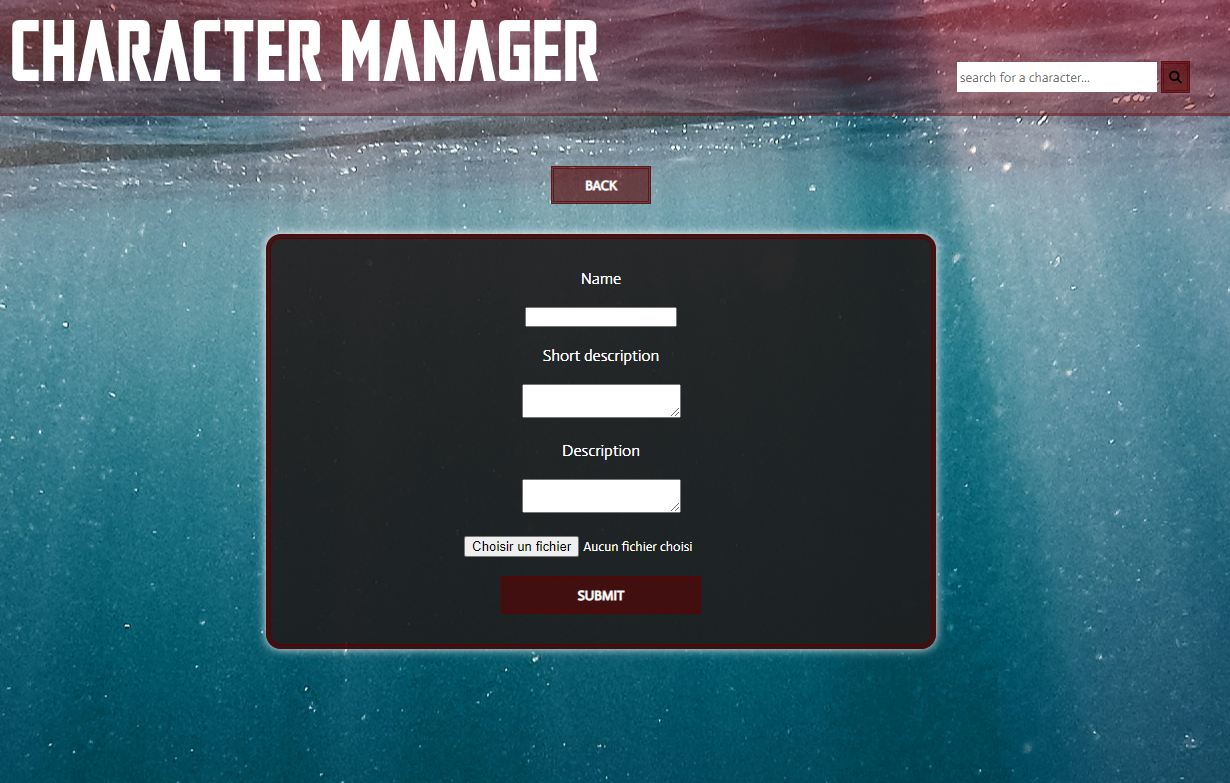 CHARACTER MANAGER
search for a character...
BACK
Name
Short description
Description
Choisir un fichier Aucun fichier choisi
SUBMIT